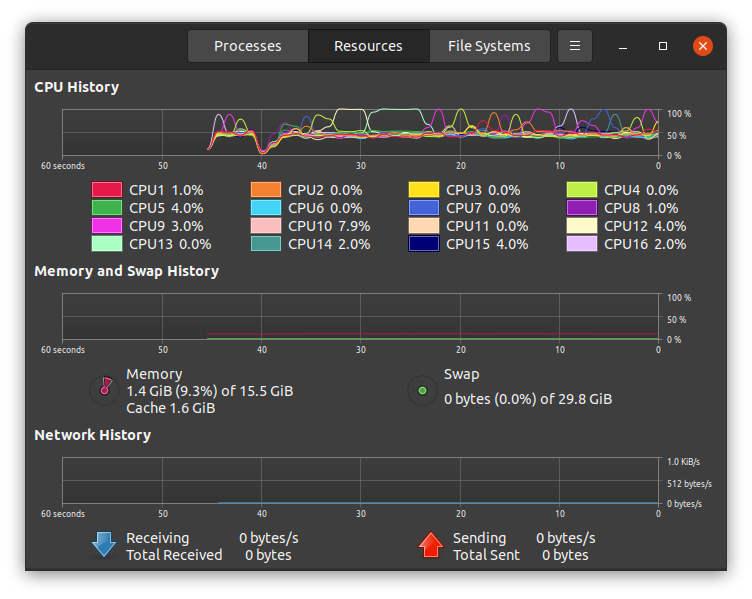 Processes Resources File Systems
CPU History
100 %
50 %
0 %
60 seconds 50 40 30 20 10 0
CPU1 1.0% CPU2 0.0% CPU3 0.0% CPU4 0.0%
CPU5 4.0% CPU6 0.0% CPU7 0.0% CPU8 1.0%
CPU9 3.0% CPU10 7.9% CPU11 0.0% CPU12 4.0%
CPU13 0.0% CPU14 2.0% CPU15 4.0% CPU16 2.0%
Memory and Swap History
100 %
50 %
0 %
60 seconds 50 40 30 20 10 0
Memory Swap
1.4 GiB (9.3%) of 15.5 GiB 0 bytes (0.0%) of 29.8 GiB
Cache 1.6 GiB
Network History
1.0 KiB/s
512 bytes/s
0 bytes/s
60 seconds 50 40 30 20 10 0
Receiving 0 bytes/s Sending 0 bytes/s
Total Received 0 bytes Total Sent 0 bytes